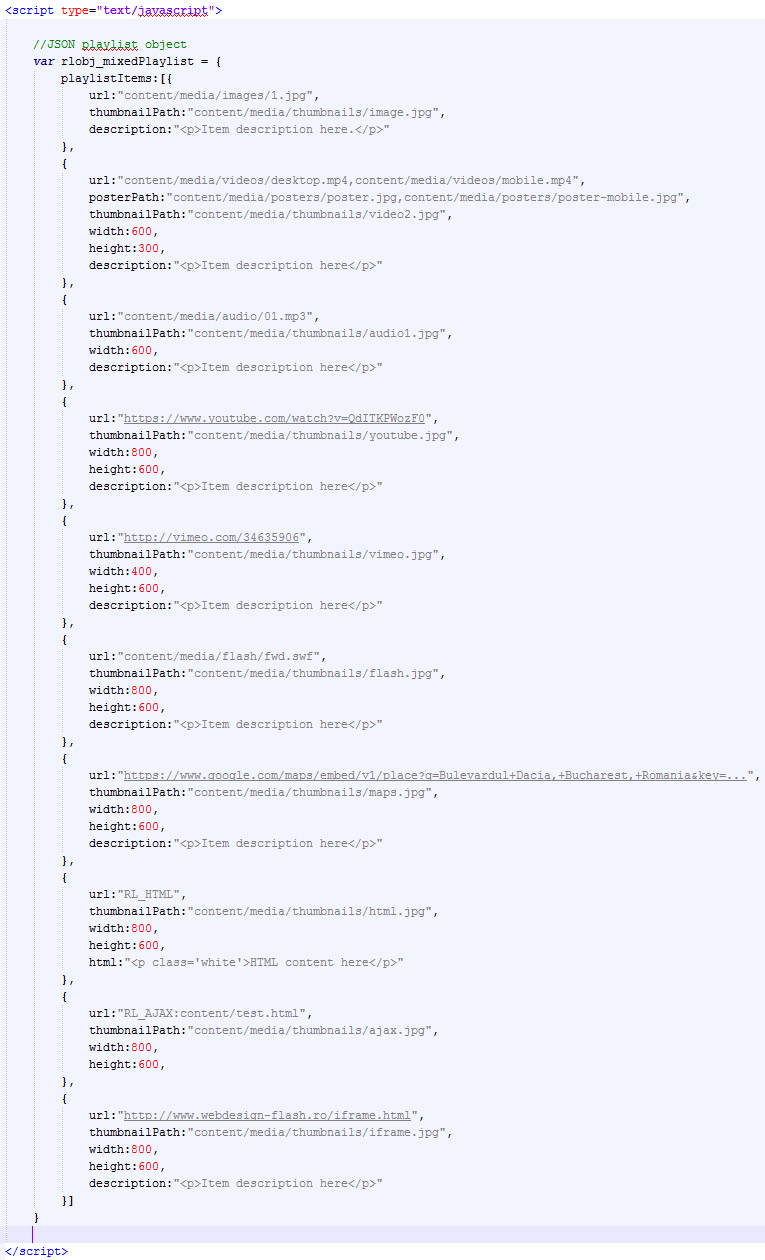 <script type="text/javascript">
//JSON playlist object
var rlobj_mixedPlaylist = {
playlistItems:[{
url:"content/media/images/1.jpg",
thumbnailPath:"content/media/thumbnails/image.jpg",
description:"<p>Item description here.</p>"
},
{
url:"content/media/videos/desktop.mp4,content/media/videos/mobile.mp4",
posterPath:"content/media/posters/poster.jpg,content/media/posters/poster-mobile.jpg",
thumbnailPath:"content/media/thumbnails/video2.jpg",
width:600,
height:300,
description:"<p>Item description here</p>"
},
{
url:"content/media/audio/01.mp3",
thumbnailPath:"content/media/thumbnails/audio1.jpg",
width:600,
description:"<p>Item description here</p>"
},
{
url:"https://www.youtube.com/watch?v=QdITKPWozF0",
thumbnailPath:"content/media/thumbnails/youtube.jpg",
width:800,
height:600,
description:"<p>Item description here</p>"
},
{
url:"http://vimeo.com/34635906",
thumbnailPath:"content/media/thumbnails/vimeo.jpg",
width:400,
height:600,
description:"<p>Item description here</p>"
},
{
url:"content/media/flash/fwd.swf",
thumbnailPath:"content/media/thumbnails/flash.jpg",
width:800,
height:600,
description:"<p>Item description here</p>"
},
{
url:"https://www.google.com/maps/embed/v1/place?q=Bulevardul+Dacia,+Bucharest,+Romania&key=...",
thumbnailPath:"content/media/thumbnails/maps.jpg",
width:800,
height:600,
description:"<p>Item description here</p>"
},
{
url:"RL_HTML",
thumbnailPath:"content/media/thumbnails/html.jpg",
width:800,
height:600,
html:"<p class='white'>HTML content here</p>"
},
{
url:"RL_AJAX:content/test.html",
thumbnailPath:"content/media/thumbnails/ajax.jpg",
width:800,
height:600,
},
{
url:"http://www.webdesign-flash.ro/iframe.html",
thumbnailPath:"content/media/thumbnails/iframe.jpg",
width:800,
height:600,
description:"<p>Item description here</p>"
}]
}
</script>